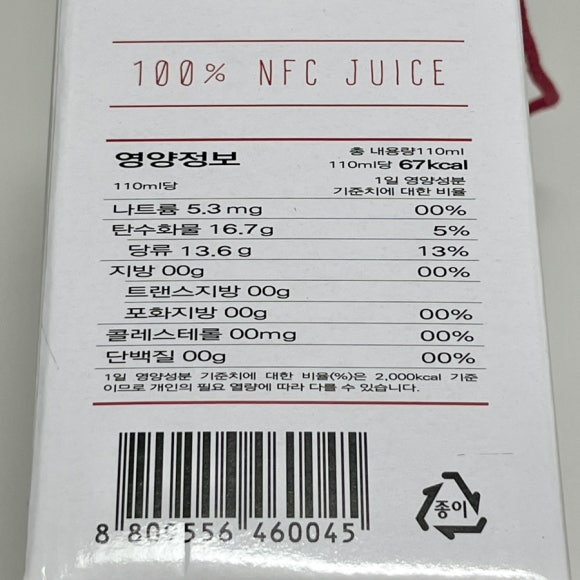 100% NFC JUICE
영양정보
총 내용량110ml
110ml당 67kcal
110ml당
1일 영양성분
기준치에 대한 비율
나트륨 5.3 mg 00%
탄수화물 16.7g 5%
당류 13.6 g 13%
지방 00g 00%
트랜스지방 00g
포화지방 00g 00%
콜레스테롤 00mg 00%
단백질 00g 00%
1일 영양성분 기준치에 대한 비율(%)은 2,000kcal 기준
이므로 개인의 필요 열량에 따라 다를 수 있습니다.
종이
8 809556 460045